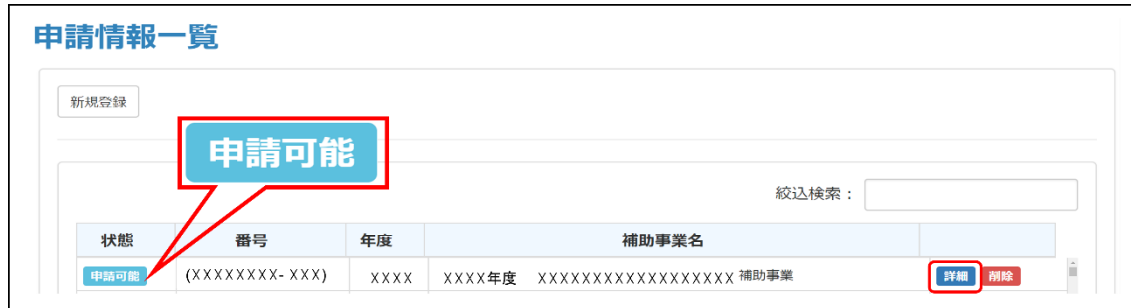 申請情報一覧
新規登録
申請可能
絞込検索：
状態 番号 年度 補助事業名
申請可能 (XXXXXXXX-XXX) XXXX XXXX年度 XXXXXXXXXXXXXXXXXX 補助事業 詳細 削除